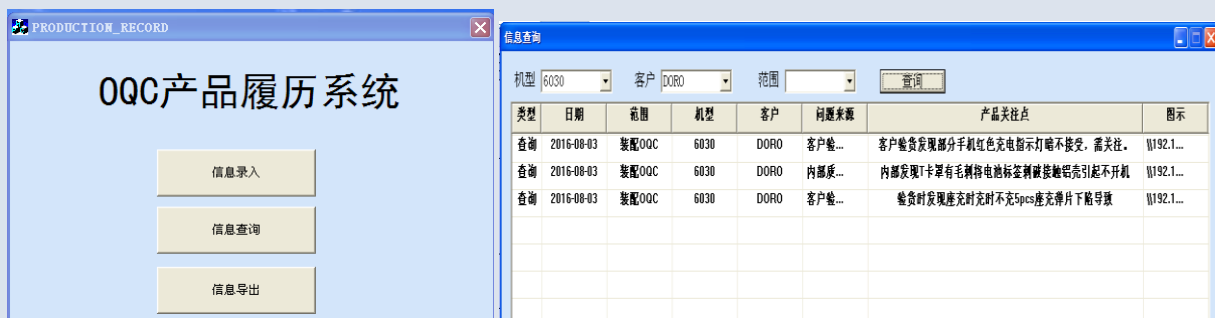 PRODUCTION_RECORD
OQC产品履历系统
信息录入
信息查询
信息导出
信息查询
机型 6030 客户 DORO 范围 查询
类型 日期 范围 机型 客户 问题来源 产品关注点 图示
查询 2016-08-03 装配OQC 6030 DORO 客户验... 客户验货发现部分手机红色充电指示灯暗不接受，需关注。 \\192.1...
查询 2016-08-03 装配OQC 6030 DORO 内部质... 内部发现T卡罩有毛刺将电池标签刺破接触铝壳引起不开机 \\192.1...
查询 2016-08-03 装配OQC 6030 DORO 客户验... 验货时发现座充时充时不充5pcs座充弹片下陷导致 \\192.1...